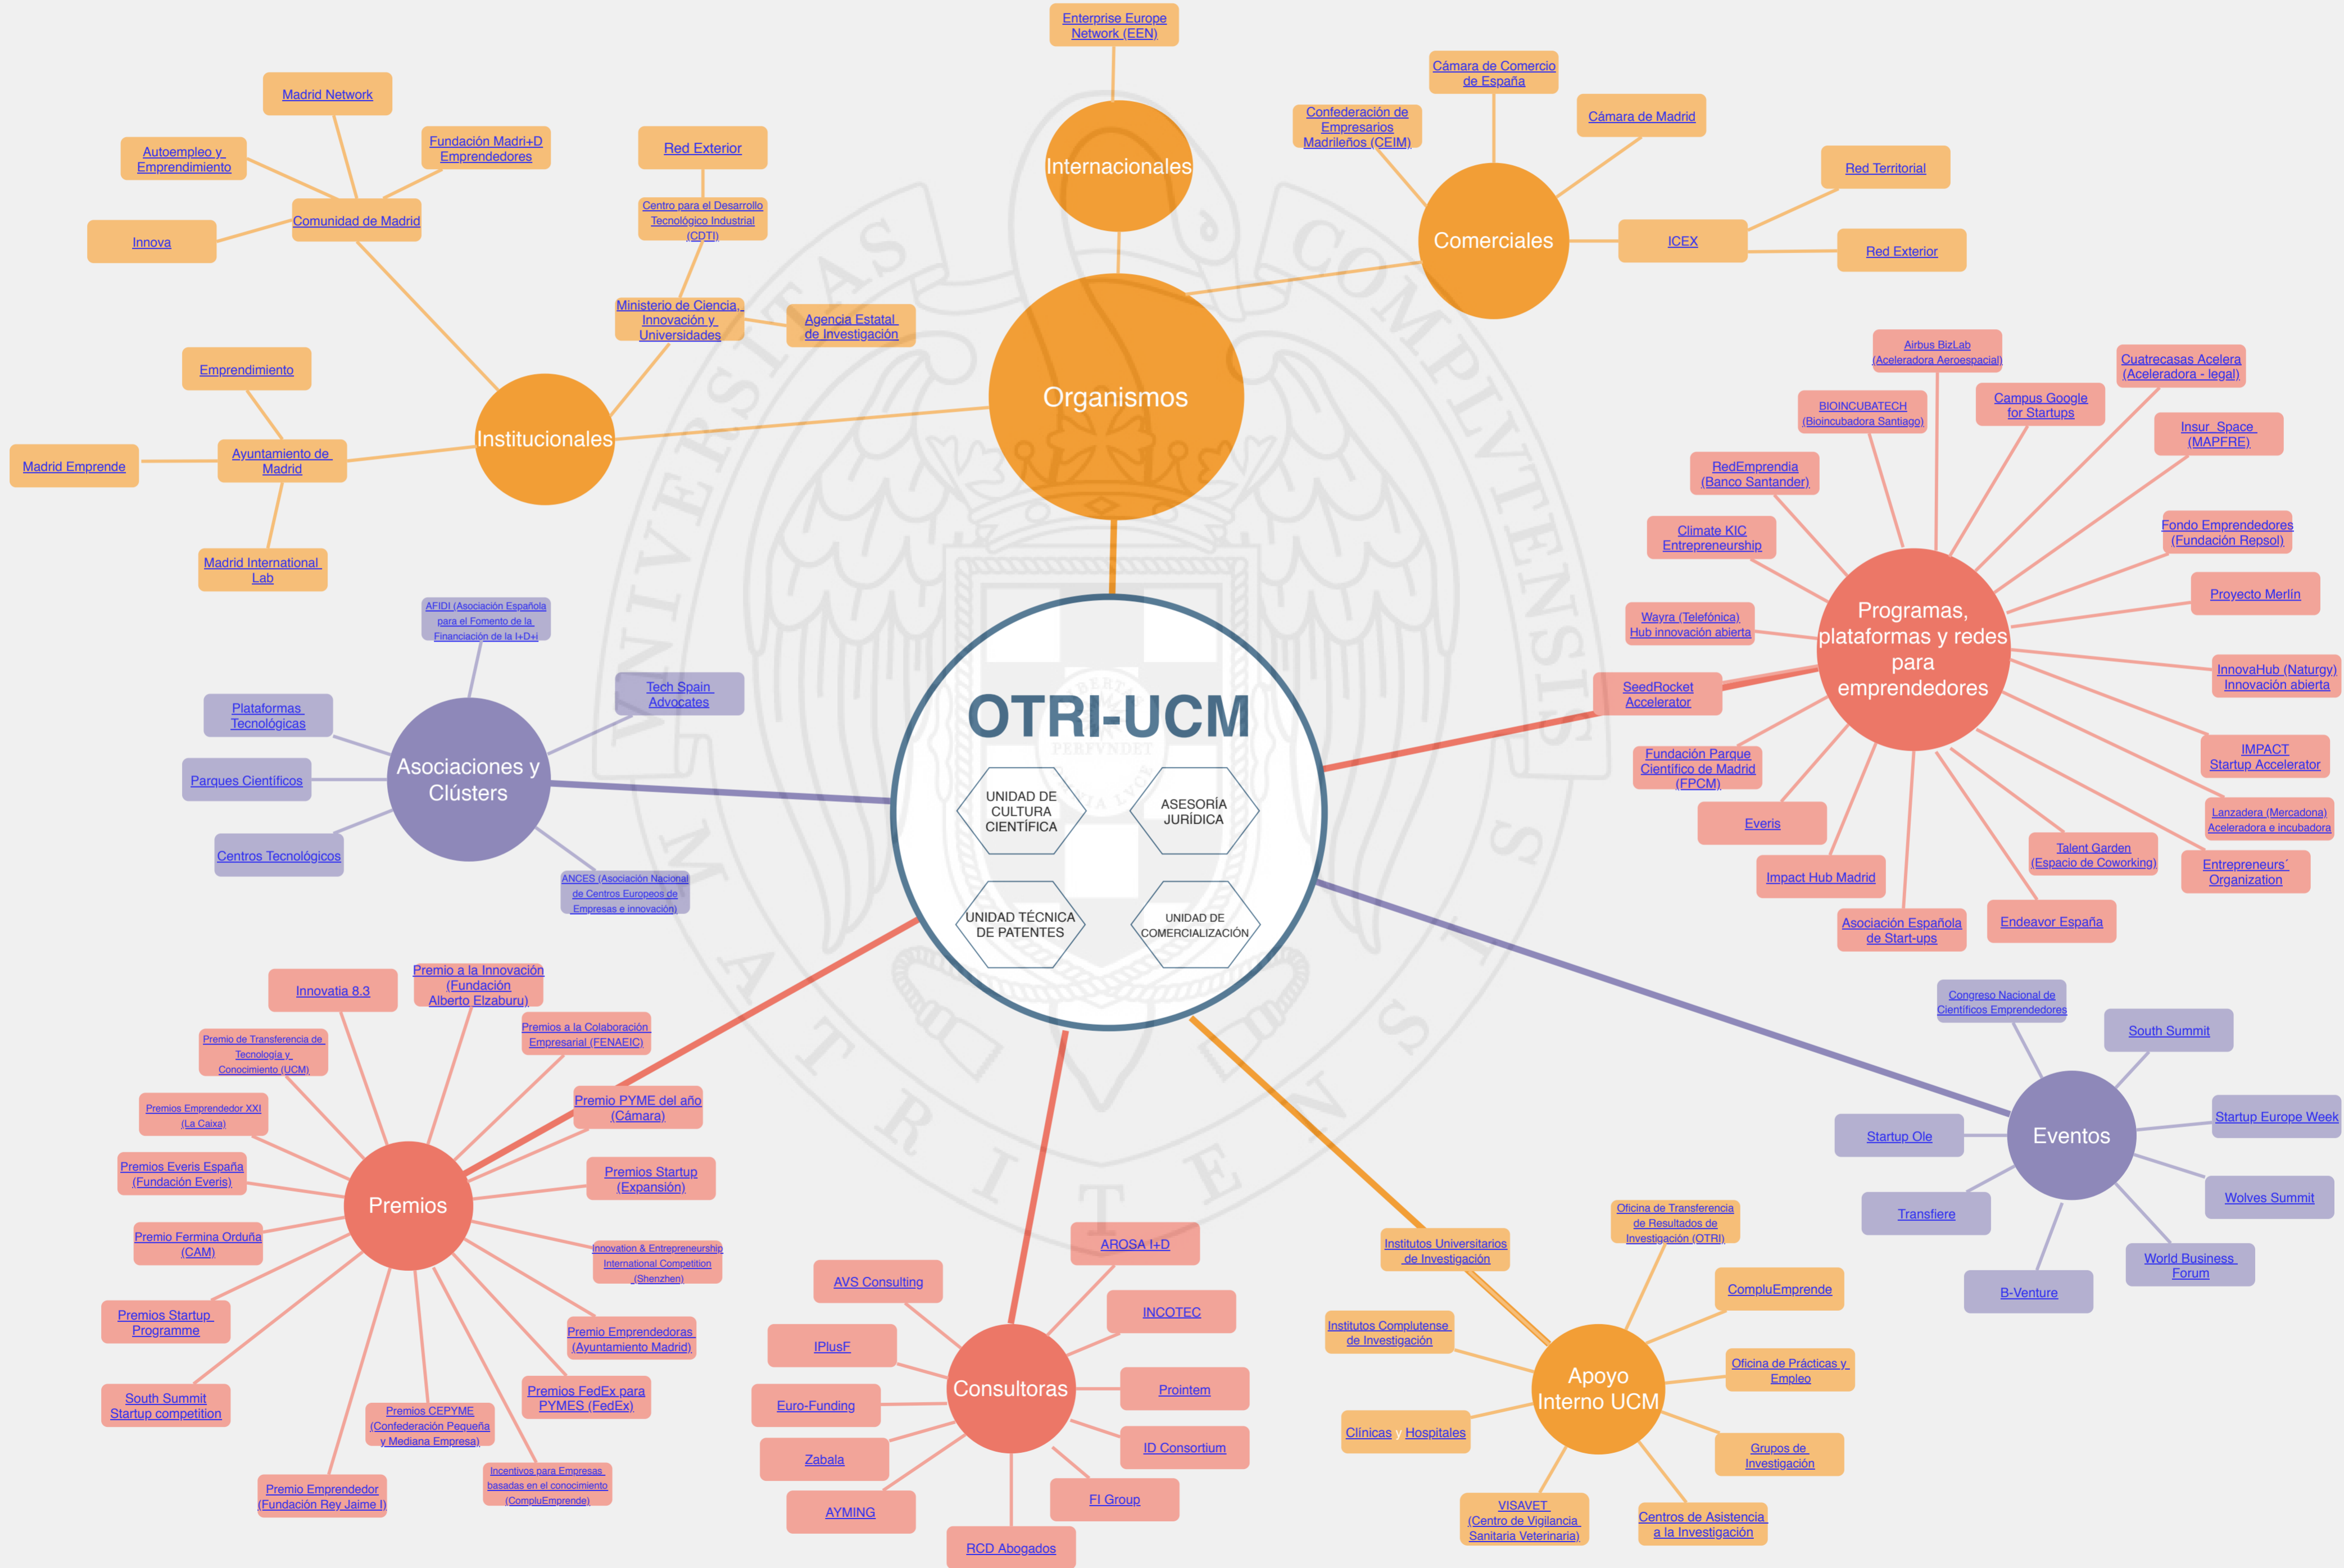 Enterprise Europe
Network (EEN)
Internacionales
Cámara de Comercio
de España
Confederación de
Empresarios
Madrileños (CEIM)
Cámara de Madrid
Comerciales
ICEX
Red Territorial
Red Exterior
Madrid Network
Autoempleo y
Emprendimiento
Fundación Madri+D
Emprendedores
Innova
Comunidad de Madrid
Red Exterior
Centro para el Desarrollo
Tecnológico Industrial
(CDTI)
Ministerio de Ciencia,
Innovación y
Universidades
Agencia Estatal
de Investigación
Organismos
Institucionales
Emprendimiento
Ayuntamiento de
Madrid
Madrid Emprende
Madrid International
Lab
UNIVERSITAS
COMPLVTENSIS
MATRITENSIS
LIBERTAS
PERFVNDET
OMNIA LVCE
OTRI-UCM
UNIDAD DE
CULTURA
CIENTÍFICA
ASESORÍA
JURÍDICA
UNIDAD TÉCNICA
DE PATENTES
UNIDAD DE
COMERCIALIZACIÓN
AFIDI (Asociación Española
para el Fomento de la
Financiación de la I+D+i
Tech Spain
Advocates
Plataformas
Tecnológicas
Parques Científicos
Asociaciones y
Clústers
Centros Tecnológicos
ANCES (Asociación Nacional
de Centros Europeos de
Empresas e innovación)
Airbus BizLab
(Aceleradora Aeroespacial)
Cuatrecasas Acelera
(Aceleradora - legal)
BIOINCUBATECH
(Bioincubadora Santiago)
Campus Google
for Startups
Insur_Space
(MAPFRE)
RedEmprendia
(Banco Santander)
Climate KIC
Entrepreneurship
Fondo Emprendedores
(Fundación Repsol)
Proyecto Merlín
Wayra (Telefónica)
Hub innovación abierta
Programas,
plataformas y redes
para
emprendedores
InnovaHub (Naturgy)
Innovación abierta
SeedRocket
Accelerator
Fundación Parque
Científico de Madrid
(FPCM)
IMPACT
Startup Accelerator
Everis
Lanzadera (Mercadona)
Aceleradora e incubadora
Talent Garden
(Espacio de Coworking)
Impact Hub Madrid
Entrepreneurs´
Organization
Asociación Española
de Start-ups
Endeavor España
Congreso Nacional de
Científicos Emprendedores
South Summit
Startup Europe Week
Startup Ole
Eventos
Wolves Summit
Transfiere
World Business
Forum
B-Venture
Innovatia 8.3
Premio a la Innovación
(Fundación
Alberto Elzaburu)
Premios a la Colaboración
Empresarial (FENAEIC)
Premio de Transferencia de
Tecnología y
Conocimiento (UCM)
Premios Emprendedor XXI
(La Caixa)
Premio PYME del año
(Cámara)
Premios Everis España
(Fundación Everis)
Premios Startup
(Expansión)
Premios
Premio Fermina Orduña
(CAM)
Innovation & Entrepreneurship
International Competition
(Shenzhen)
Premios Startup
Programme
Premio Emprendedoras
(Ayuntamiento Madrid)
South Summit
Startup competition
Premios FedEx para
PYMES (FedEx)
Premios CEPYME
(Confederación Pequeña
y Mediana Empresa)
Premio Emprendedor
(Fundación Rey Jaime I)
Incentivos para Empresas
basadas en el conocimiento
(CompluEmprende)
AROSA I+D
AVS Consulting
INCOTEC
IPlusF
Consultoras
Prointem
Euro-Funding
ID Consortium
Zabala
FI Group
AYMING
RCD Abogados
Oficina de Transferencia
de Resultados de
Investigación (OTRI)
Institutos Universitarios
de Investigación
CompluEmprende
Institutos Complutense
de Investigación
Oficina de Prácticas y
Empleo
Apoyo
Interno UCM
Clínicas y Hospitales
Grupos de
Investigación
VISAVET
(Centro de Vigilancia
Sanitaria Veterinaria)
Centros de Asistencia
a la Investigación